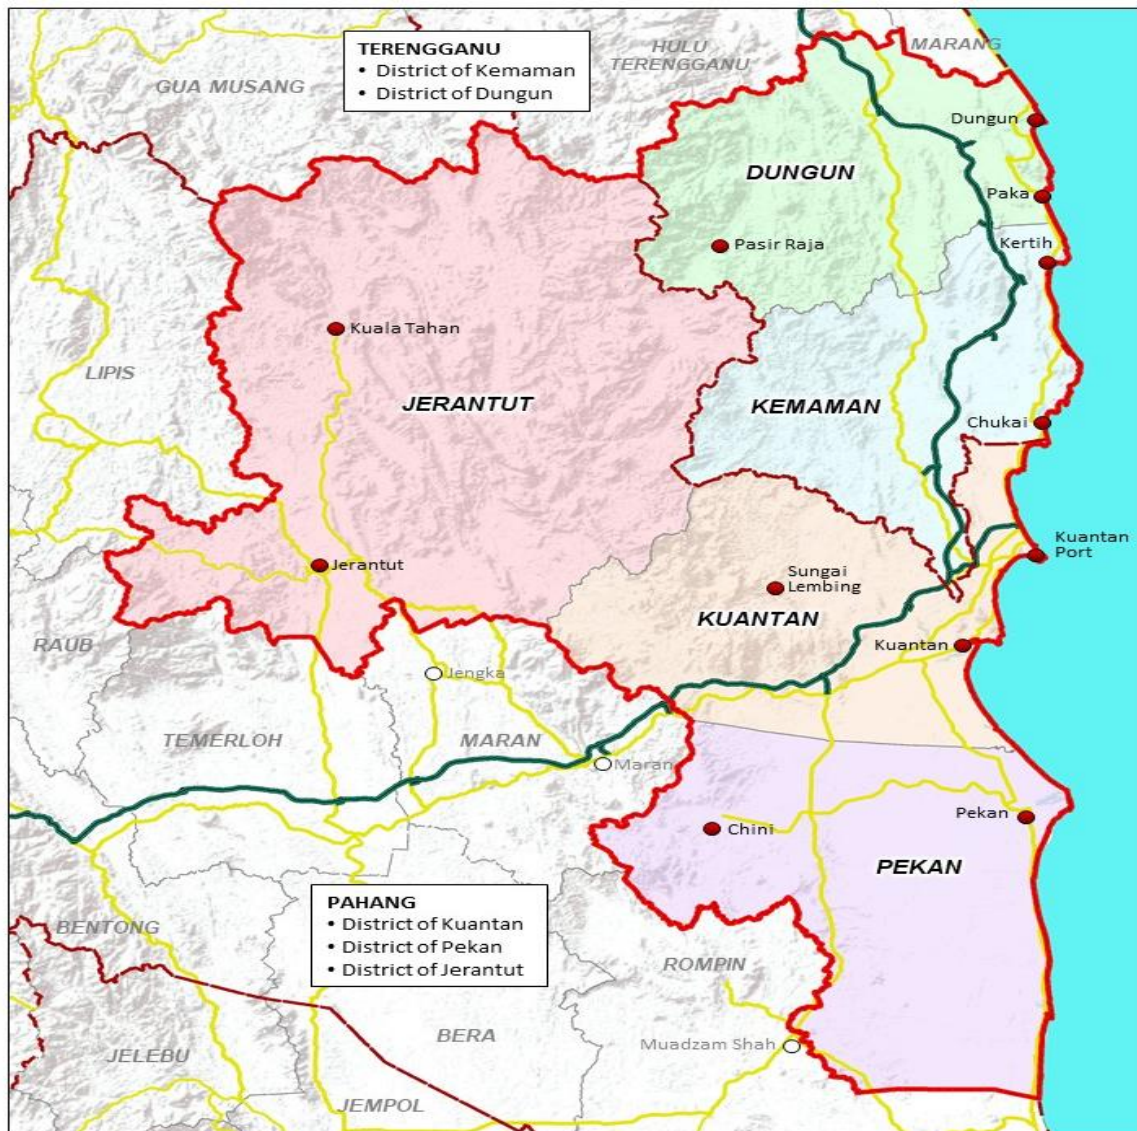 TERENGGANU
• District of Kemaman
• District of Dungun
GUA MUSANG
HULU
TERENGGANU
MARANG
Dungun
DUNGUN
Paka
Pasir Raja
Kertih
Kuala Tahan
LIPIS
JERANTUT
KEMAMAN
Chukai
Kuantan
Port
Jerantut
Sungai
Lembing
KUANTAN
Kuantan
RAUB
Jengka
TEMERLOH
MARAN
Maran
Chini
Pekan
PEKAN
PAHANG
• District of Kuantan
• District of Pekan
• District of Jerantut
BENTONG
ROMPIN
BERA
Muadzam Shah
JELEBU
JEMPOL